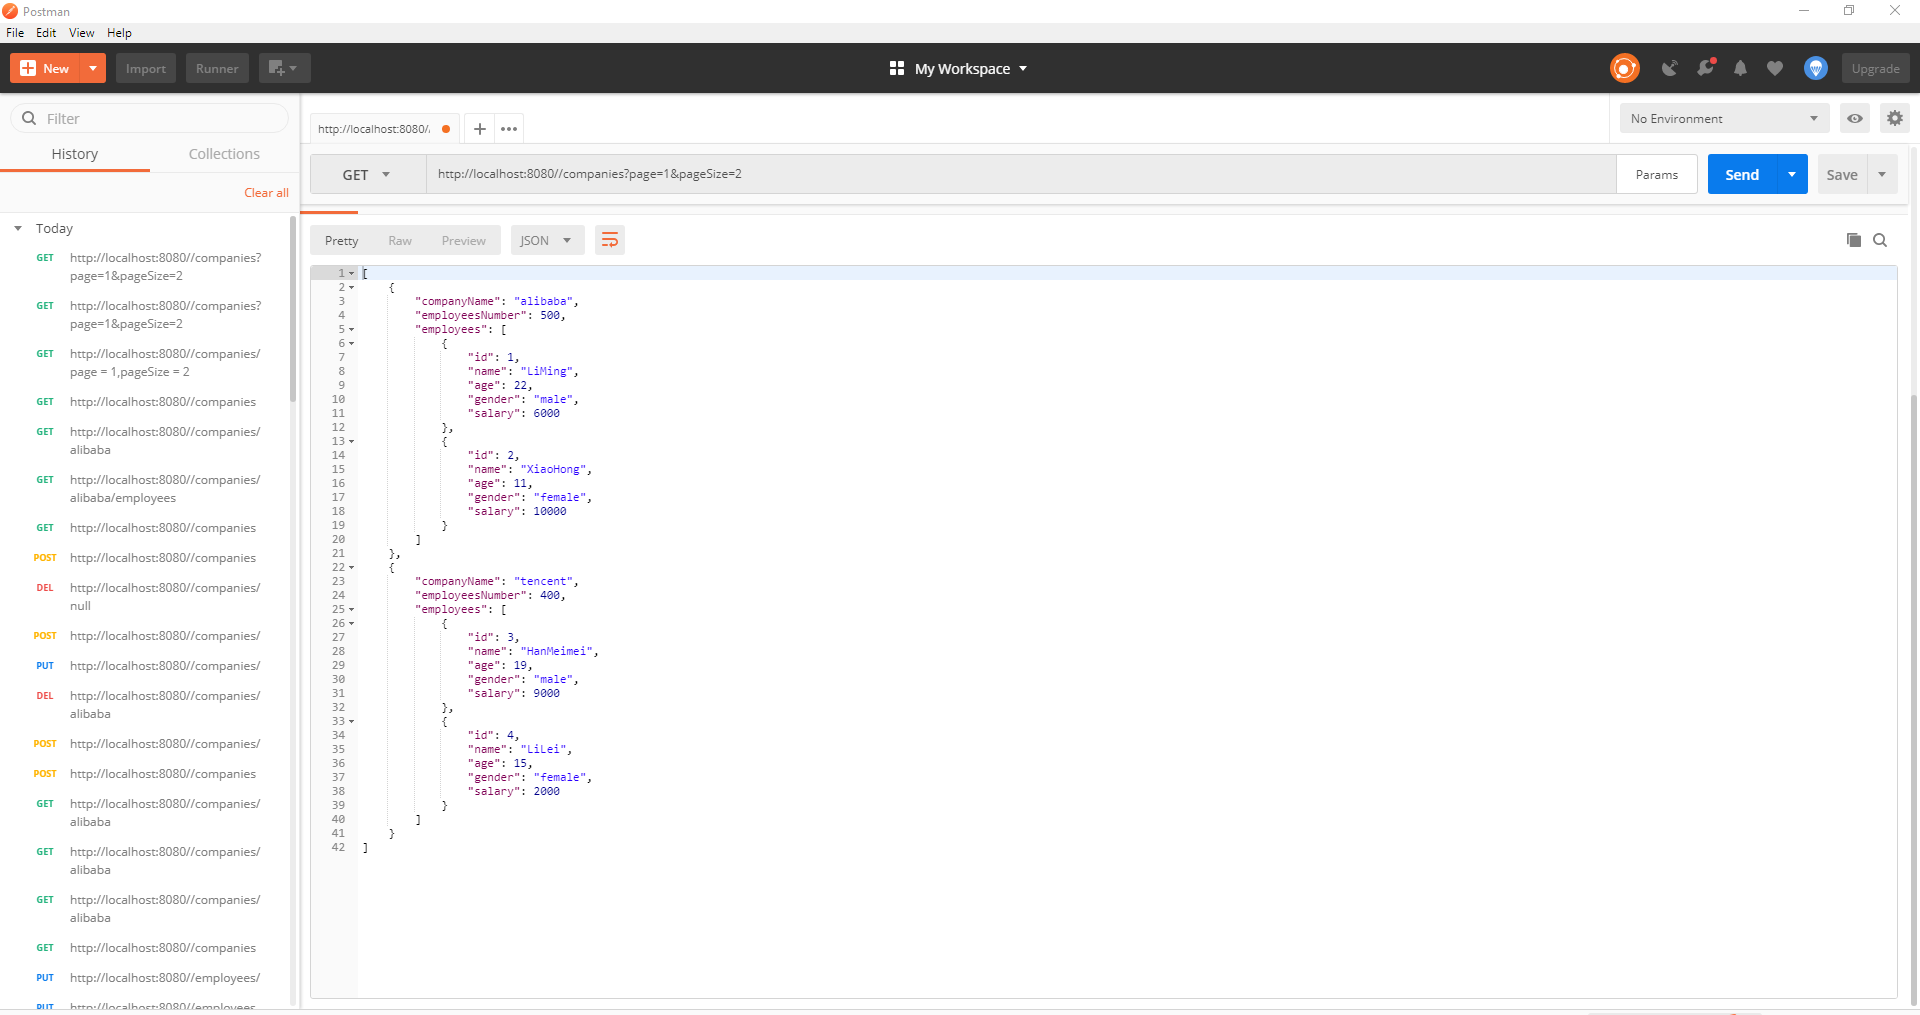 Postman
File Edit View Help
New Import Runner My Workspace Upgrade
Filter
History Collections
Clear all
Today
GET http://localhost:8080//companies?
page=1&pageSize=2
GET http://localhost:8080//companies?
page=1&pageSize=2
GET http://localhost:8080//companies/
page = 1,pageSize = 2
GET http://localhost:8080//companies
GET http://localhost:8080//companies/
alibaba
GET http://localhost:8080//companies/
alibaba/employees
GET http://localhost:8080//companies
POST http://localhost:8080//companies
DEL http://localhost:8080//companies/
null
POST http://localhost:8080//companies/
PUT http://localhost:8080//companies/
DEL http://localhost:8080//companies/
alibaba
POST http://localhost:8080//companies/
POST http://localhost:8080//companies
GET http://localhost:8080//companies/
alibaba
GET http://localhost:8080//companies/
alibaba
GET http://localhost:8080//companies/
alibaba
GET http://localhost:8080//companies
PUT http://localhost:8080//employees/
PUT http://localhost:8080//employees
http://localhost:8080/
No Environment
GET http://localhost:8080//companies?page=1&pageSize=2 Params Send Save
Pretty Raw Preview JSON
1 [
2 {
3 "companyName": "alibaba",
4 "employeesNumber": 500,
5 "employees": [
6 {
7 "id": 1,
8 "name": "LiMing",
9 "age": 22,
10 "gender": "male",
11 "salary": 6000
12 },
13 {
14 "id": 2,
15 "name": "XiaoHong",
16 "age": 11,
17 "gender": "female",
18 "salary": 10000
19 }
20 ]
21 },
22 {
23 "companyName": "tencent",
24 "employeesNumber": 400,
25 "employees": [
26 {
27 "id": 3,
28 "name": "HanMeimei",
29 "age": 19,
30 "gender": "male",
31 "salary": 9000
32 },
33 {
34 "id": 4,
35 "name": "LiLei",
36 "age": 15,
37 "gender": "female",
38 "salary": 2000
39 }
40 ]
41 }
42 ]